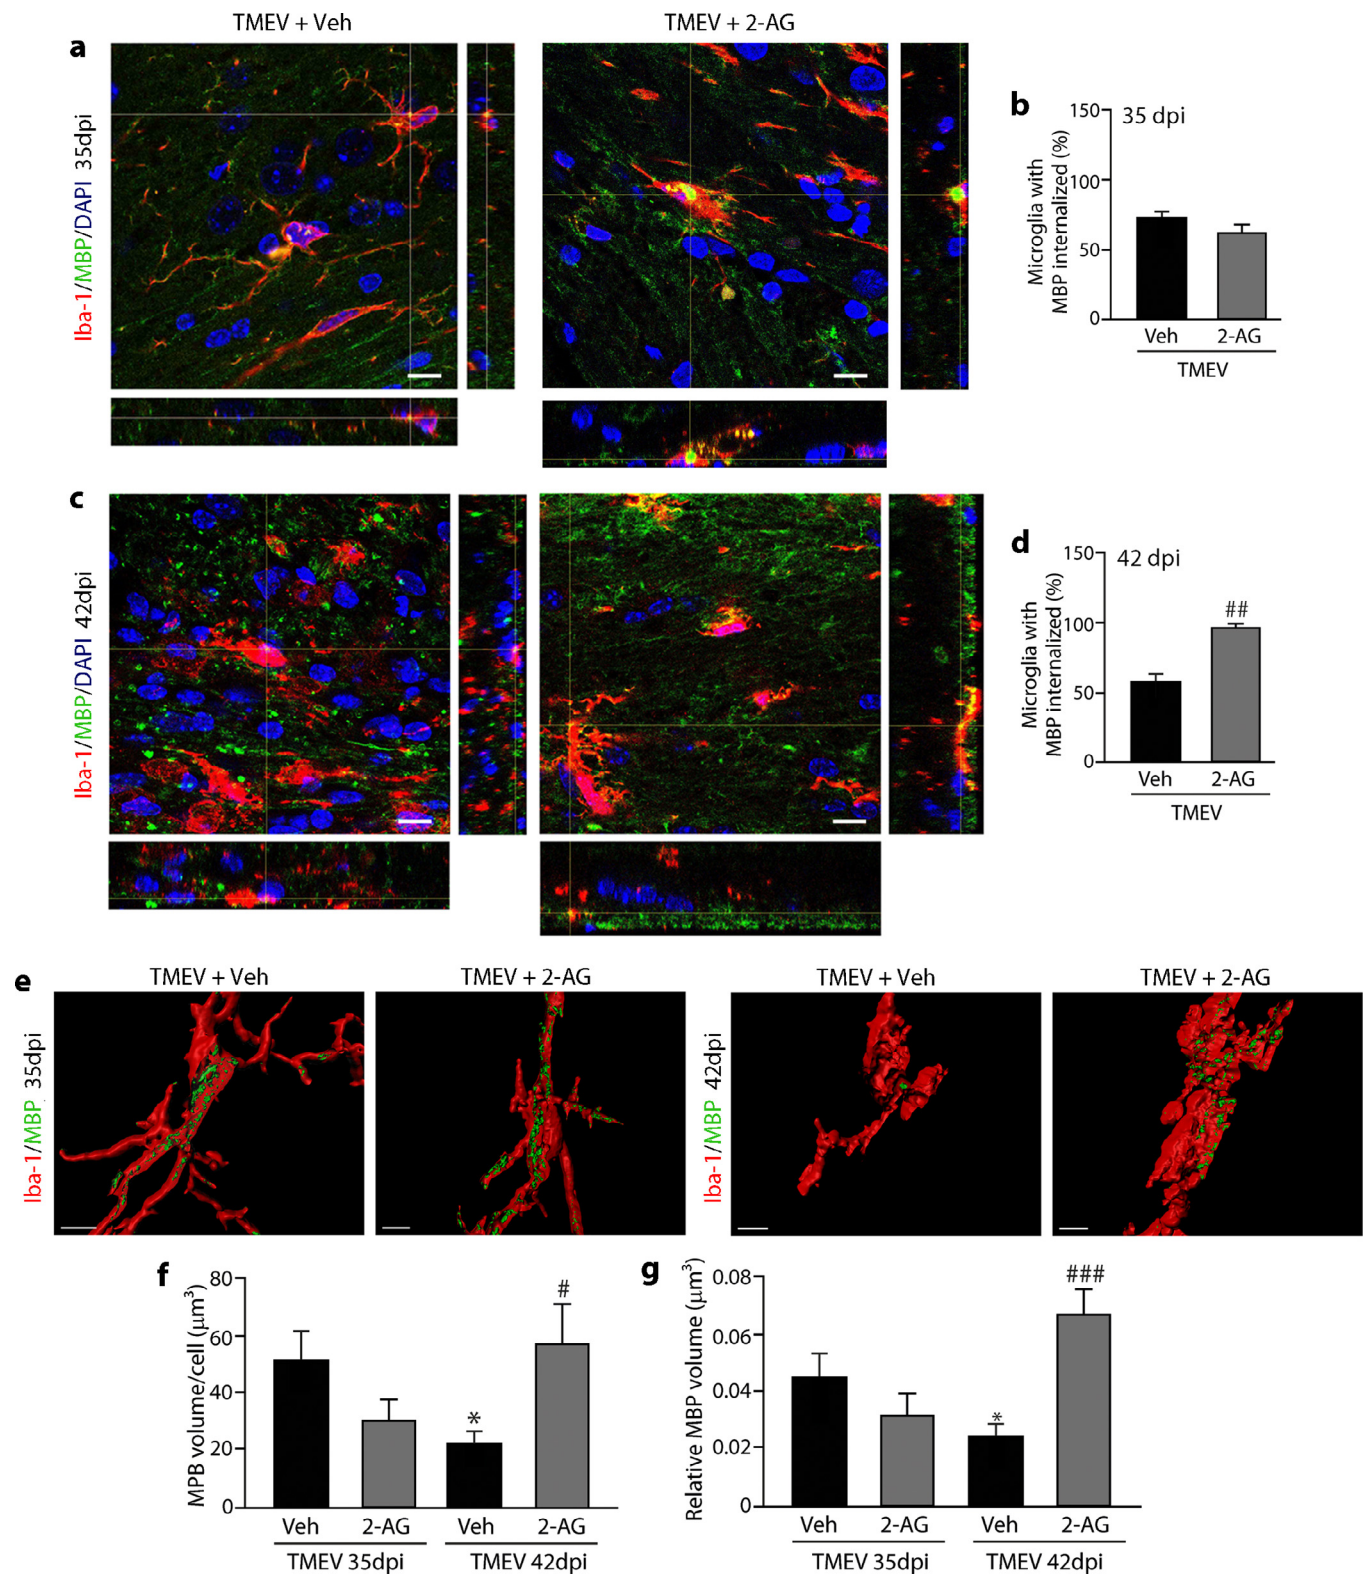 TMEV + Veh
TMEV + 2-AG
a
Iba-1/MBP/DAPI 35dpi
b
35 dpi
Microglia with
MBP internalized (%)
150
100
50
0
Veh
2-AG
TMEV
c
Iba-1/MBP/DAPI 42dpi
d
42 dpi
Microglia with
MBP internalized (%)
150
100
50
0
##
Veh
2-AG
TMEV
e
TMEV + Veh
TMEV + 2-AG
TMEV + Veh
TMEV + 2-AG
Iba-1/MBP 35dpi
Iba-1/MBP 42dpi
f
MPB volume/cell (μm³)
80
60
40
20
0
*
#
Veh
2-AG
Veh
2-AG
TMEV 35dpi
TMEV 42dpi
g
Relative MBP volume (μm³)
0.08
0.06
0.04
0.02
0
*
###
Veh
2-AG
Veh
2-AG
TMEV 35dpi
TMEV 42dpi